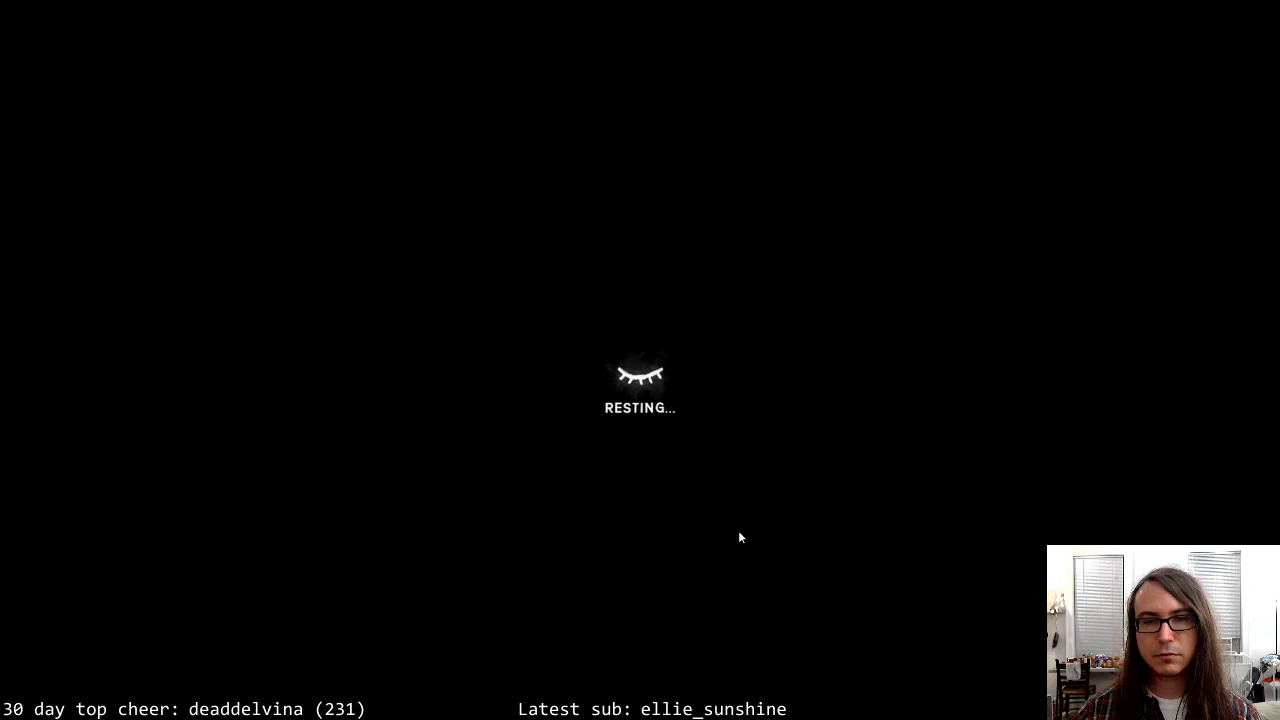 RESTING...
30 day top cheer: deaddelvina (231)
Latest sub: ellie_sunshine